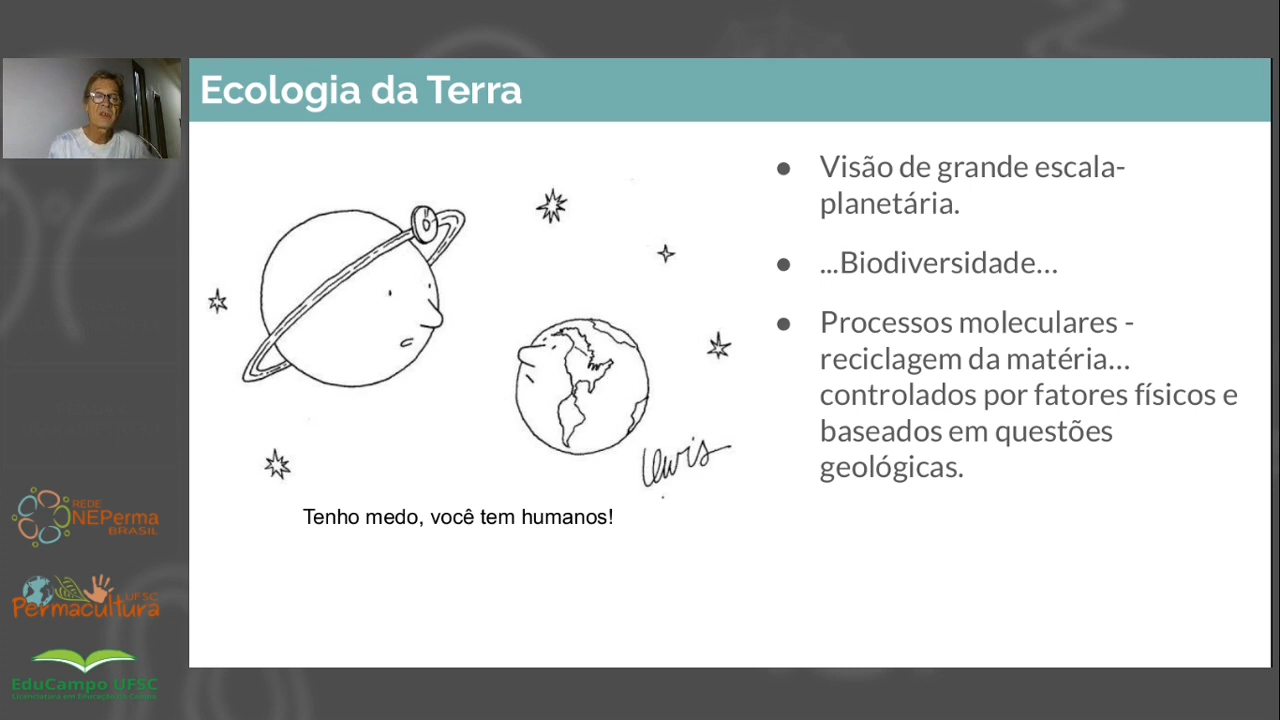 Ecologia da Terra
● Visão de grande escala-
planetária.
● ...Biodiversidade...
● Processos moleculares -
reciclagem da matéria...
controlados por fatores físicos e
baseados em questões
geológicas.
Lewis
Tenho medo, você tem humanos!
REDE
NEPerma
BRASIL
UFSC
Permacultura
EduCampo UFSC
Licenciatura em Educação do Campo